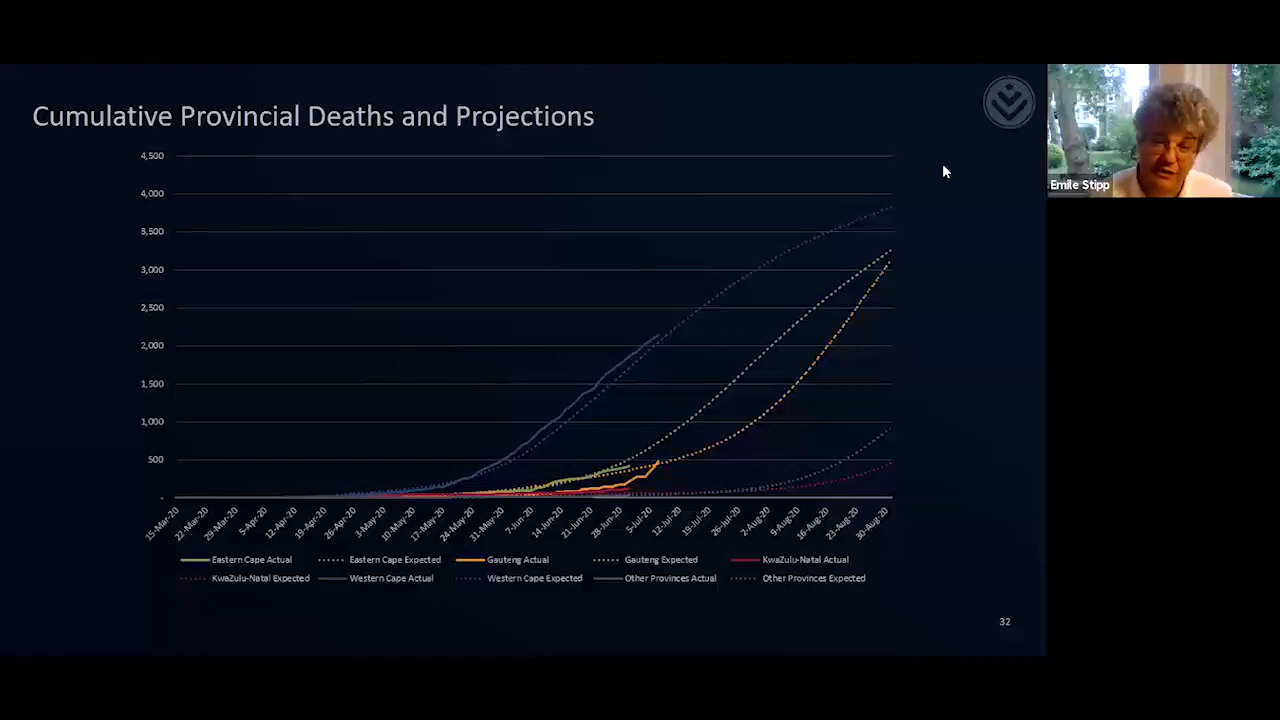 Cumulative Provincial Deaths and Projections
4,500
4,000
3,500
3,000
2,500
2,000
1,500
1,000
500
-
15-Mar-20 22-Mar-20 29-Mar-20 5-Apr-20 12-Apr-20 19-Apr-20 26-Apr-20 3-May-20 10-May-20 17-May-20 24-May-20 31-May-20 7-Jun-20 14-Jun-20 21-Jun-20 28-Jun-20 5-Jul-20 12-Jul-20 19-Jul-20 26-Jul-20 2-Aug-20 9-Aug-20 16-Aug-20 23-Aug-20 30-Aug-20
Eastern Cape Actual Eastern Cape Expected Gauteng Actual Gauteng Expected KwaZulu-Natal Actual
KwaZulu-Natal Expected Western Cape Actual Western Cape Expected Other Provinces Actual Other Provinces Expected
32
Emile Stipp